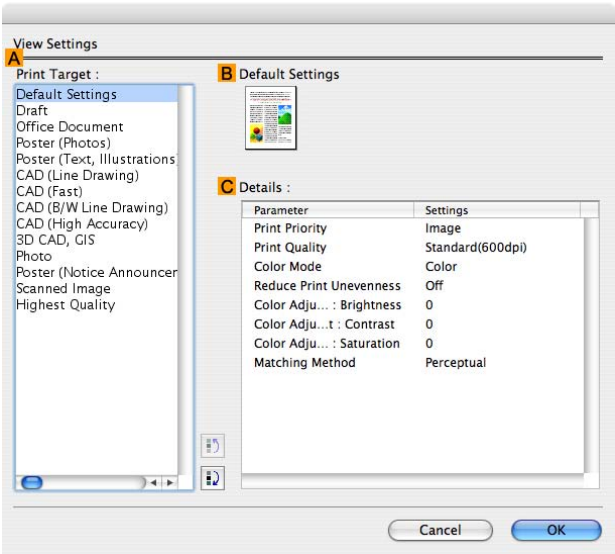 View Settings
A
Print Target :
Default Settings
Draft
Office Document
Poster (Photos)
Poster (Text, Illustrations
CAD (Line Drawing)
CAD (Fast)
CAD (B/W Line Drawing)
CAD (High Accuracy)
3D CAD, GIS
Photo
Poster (Notice Announcer
Scanned Image
Highest Quality
B Default Settings
C Details :
Parameter Settings
Print Priority Image
Print Quality Standard(600dpi)
Color Mode Color
Reduce Print Unevenness Off
Color Adju... : Brightness 0
Color Adju...t : Contrast 0
Color Adju... : Saturation 0
Matching Method Perceptual
Cancel OK